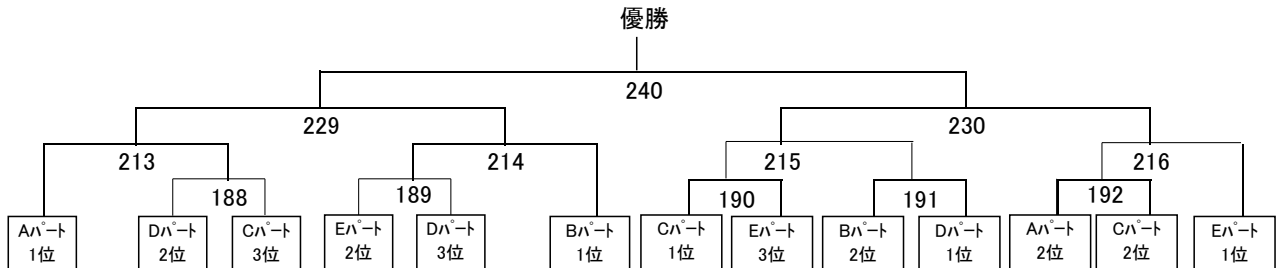 優勝
240
229 230
213 214 215 216
188 189 190 191 192
Aパート Dパート Cパート Eパート Dパート Bパート Cパート Eパート Bパート Dパート Aパート Cパート Eパート
1位 2位 3位 2位 3位 1位 1位 3位 2位 1位 2位 2位 1位